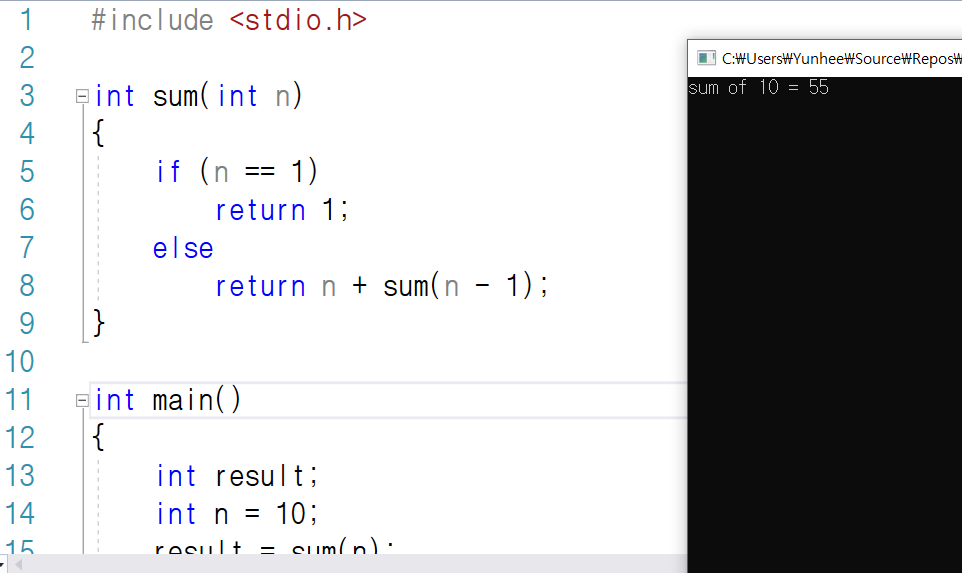 1 #include <stdio.h>
2
3 int sum(int n)
4 {
5 if (n == 1)
6 return 1;
7 else
8 return n + sum(n - 1);
9 }
10
11 int main()
12 {
13 int result;
14 int n = 10;
15 result = sum(n);
C:₩Users₩Yunhee₩Source₩Repos₩
sum of 10 = 55